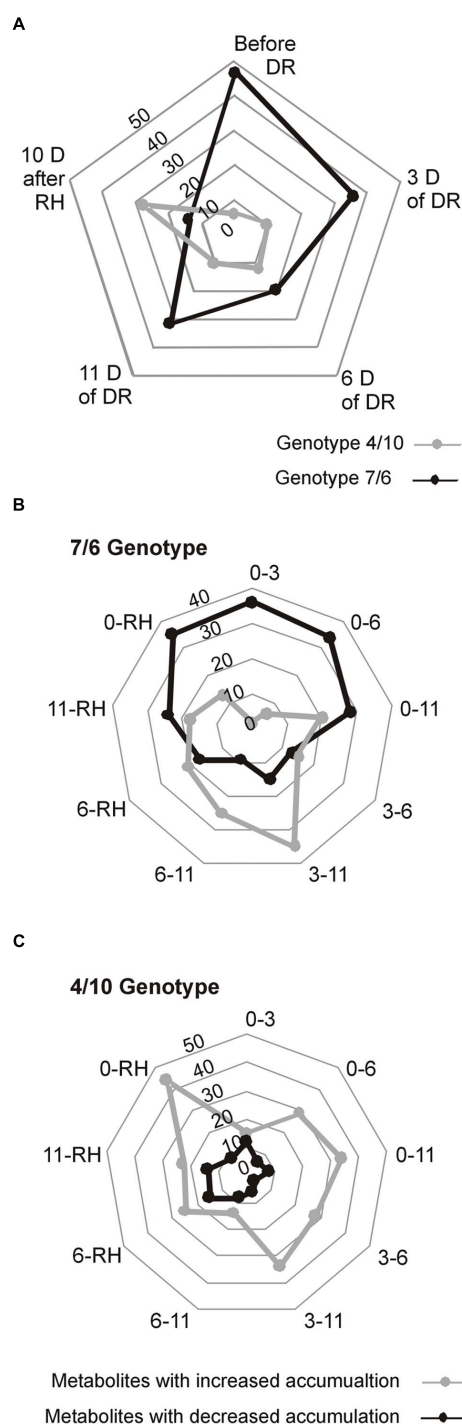 A
Before
DR
50
40
30
20
10
0
10 D
after
RH
3 D
of DR
11 D
of DR
6 D
of DR
Genotype 4/10
Genotype 7/6
B
7/6 Genotype
0-3
40
30
20
10
0
0-RH
0-6
11-RH
0-11
6-RH
3-6
6-11
3-11
C
4/10 Genotype
0-3
50
40
30
20
10
0
0-RH
0-6
11-RH
0-11
6-RH
3-6
6-11
3-11
Metabolites with increased accumualtion
Metabolites with decreased accumulation